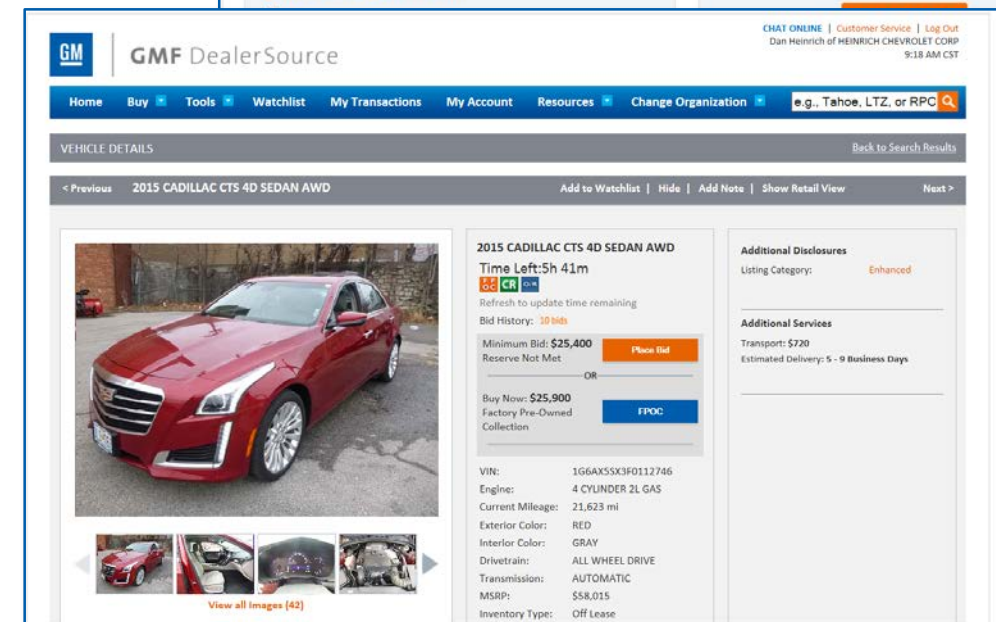 CHAT ONLINE | Customer Service | Log Out
Dan Heinrich of HEINRICH CHEVROLET CORP
9:18 AM CST
GM
GMF DealerSource
Home Buy Tools Watchlist My Transactions My Account Resources Change Organization e.g., Tahoe, LTZ, or RPC
VEHICLE DETAILS Back to Search Results
< Previous 2015 CADILLAC CTS 4D SEDAN AWD Add to Watchlist | Hide | Add Note | Show Retail View Next >
2015 CADILLAC CTS 4D SEDAN AWD
Time Left:5h 41m
CR
Refresh to update time remaining
Bid History: 10 bids
Minimum Bid: $25,400
Reserve Not Met
Place Bid
OR
Buy Now: $25,900
Factory Pre-Owned
Collection
FPOC
VIN: 1G6AX5SX3F0112746
Engine: 4 CYLINDER 2L GAS
Current Mileage: 21,623 mi
Exterior Color: RED
Interior Color: GRAY
Drivetrain: ALL WHEEL DRIVE
Transmission: AUTOMATIC
MSRP: $58,015
Inventory Type: Off Lease
Additional Disclosures
Listing Category: Enhanced
Additional Services
Transport: $720
Estimated Delivery: 5 - 9 Business Days
View all Images (42)